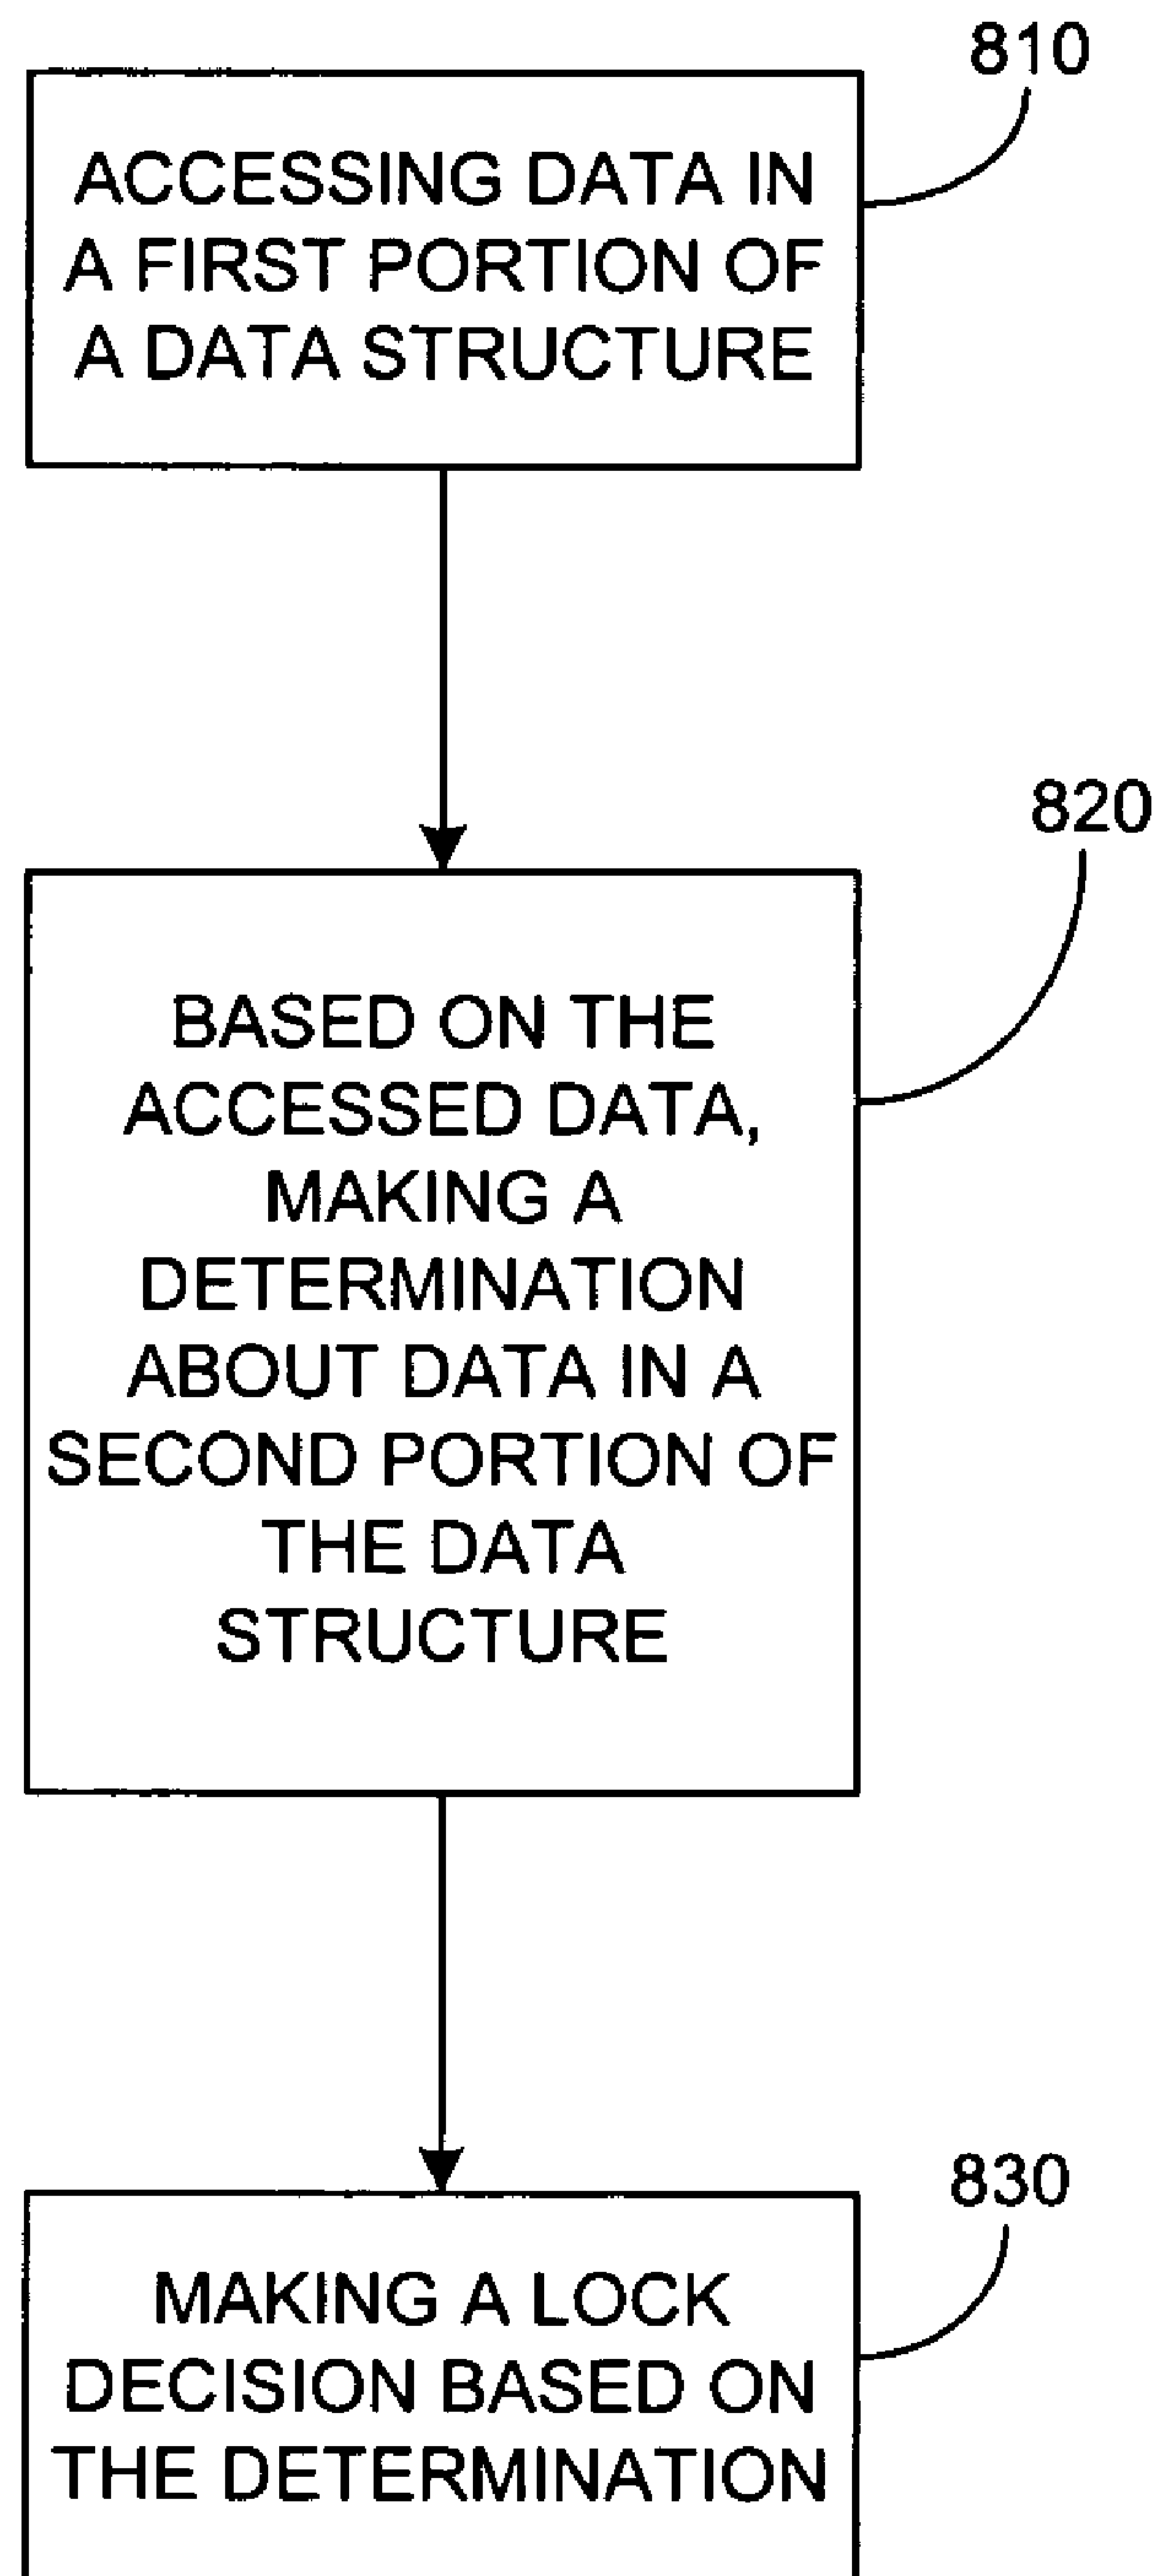 810
ACCESSING DATA IN
A FIRST PORTION OF
A DATA STRUCTURE
820
BASED ON THE
ACCESSED DATA,
MAKING A
DETERMINATION
ABOUT DATA IN A
SECOND PORTION OF
THE DATA
STRUCTURE
830
MAKING A LOCK
DECISION BASED ON
THE DETERMINATION